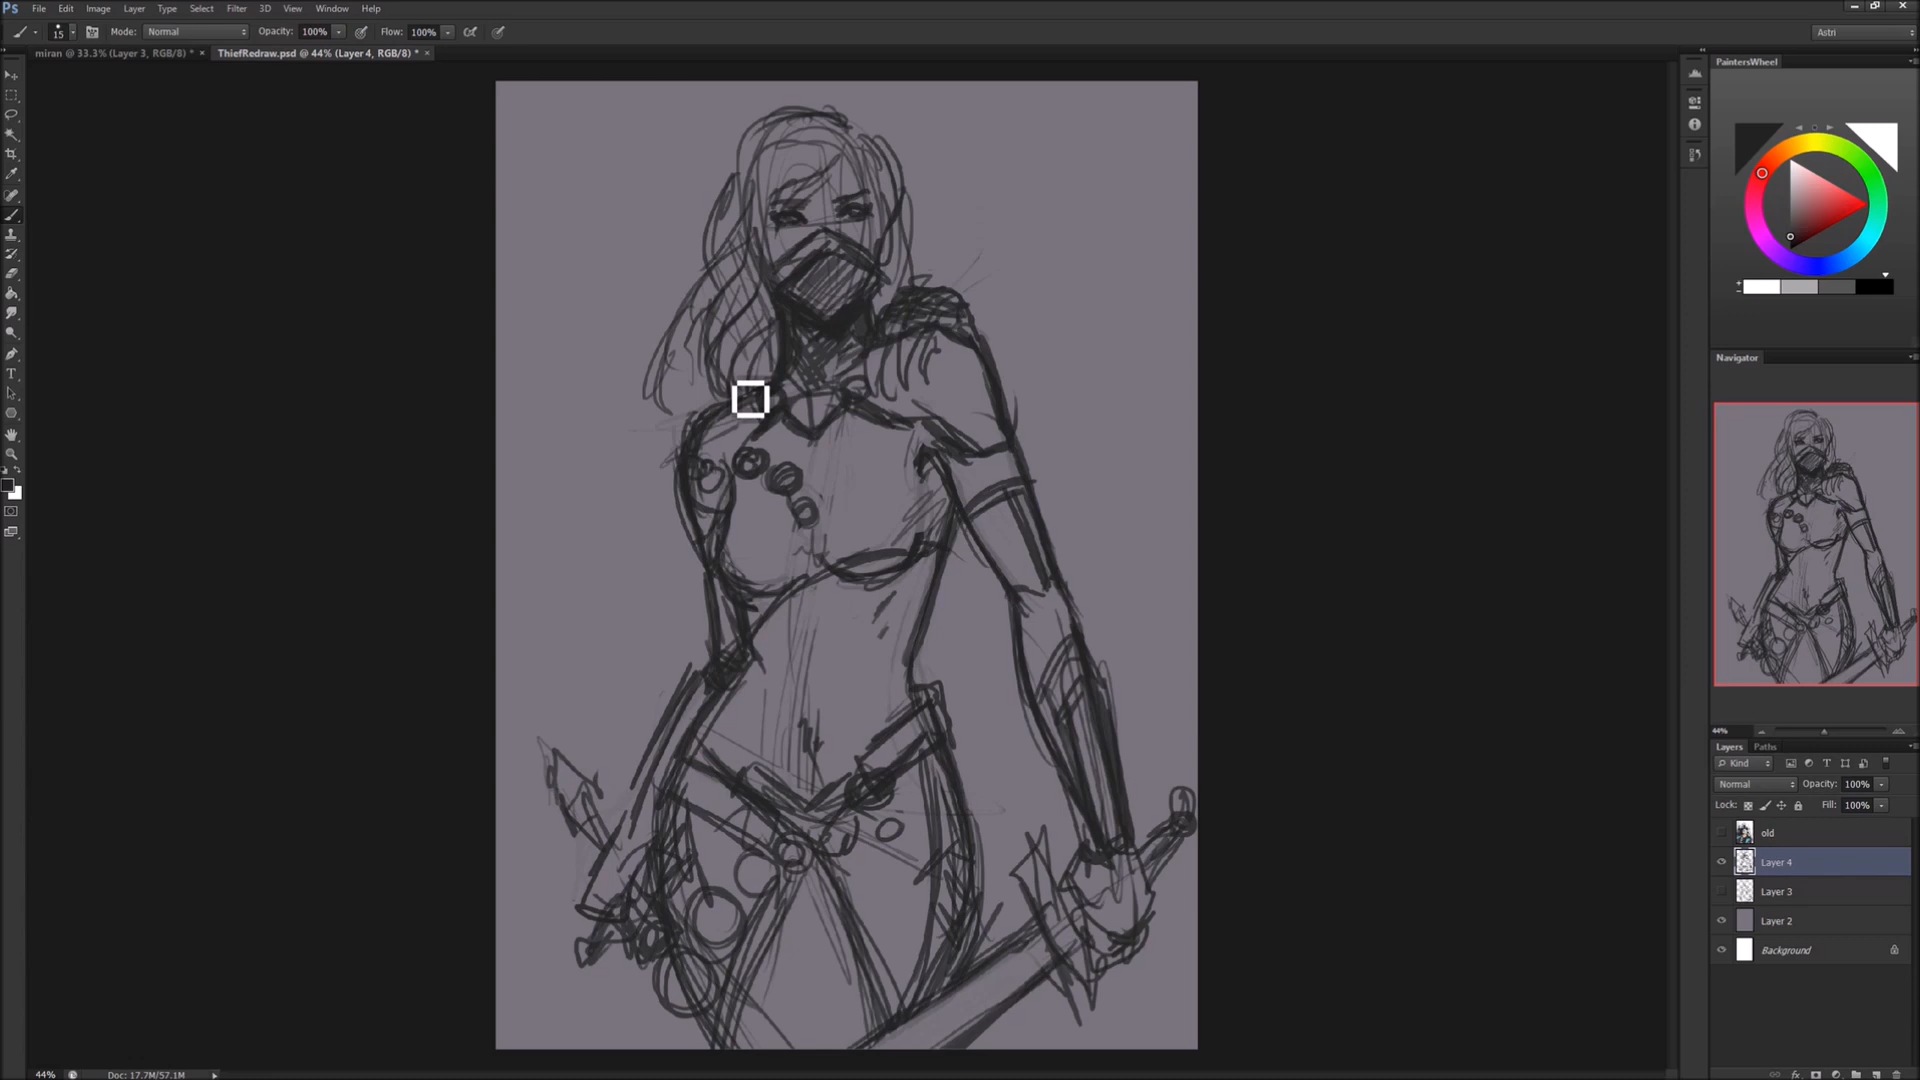 Ps File Edit Image Layer Type Select Filter 3D View Window Help
15 Mode: Normal Opacity: 100% Flow: 100% Astri
miran @ 33.3% (Layer 3, RGB/8) * × ThiefRedraw.psd @ 44% (Layer 4, RGB/8) * ×
PaintersWheel
Navigator
44%
Layers Paths
Kind
Normal Opacity: 100%
Lock: Fill: 100%
old
Layer 4
Layer 3
Layer 2
Background
44% Doc: 17.7M/57.1M